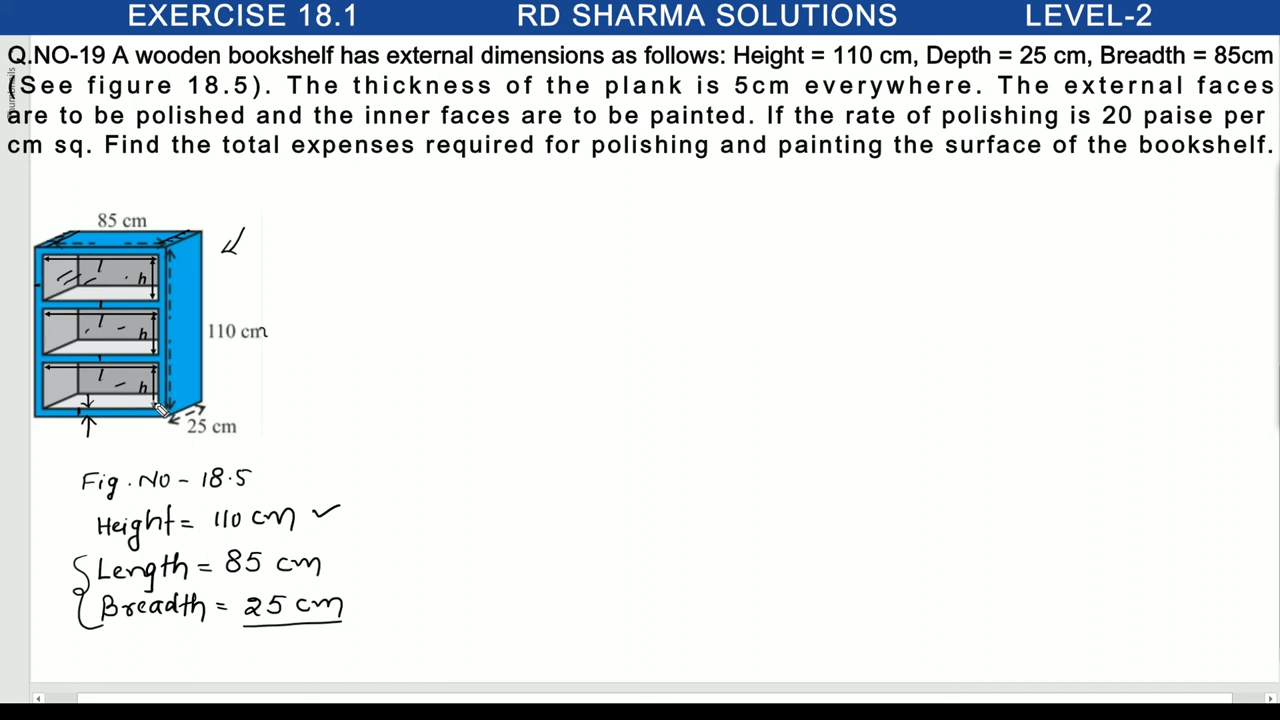 EXERCISE 18.1 RD SHARMA SOLUTIONS LEVEL-2
Q.NO-19 A wooden bookshelf has external dimensions as follows: Height = 110 cm, Depth = 25 cm, Breadth = 85cm
(See figure 18.5). The thickness of the plank is 5cm everywhere. The external faces
are to be polished and the inner faces are to be painted. If the rate of polishing is 20 paise per
cm sq. Find the total expenses required for polishing and painting the surface of the bookshelf.
85 cm
l h
l h
110 cm
l h
25 cm
Fig. NO - 18.5
Height = 110 cm ✓
Length = 85 cm
Breadth = 25 cm